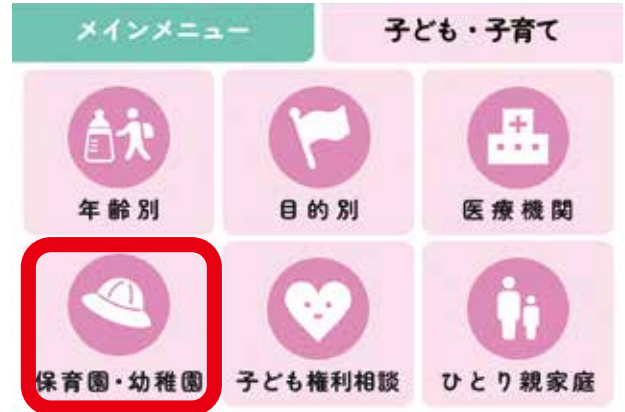 メインメニュー
子ども・子育て
年齢別
目的別
医療機関
保育園・幼稚園
子ども権利相談
ひとり親家庭